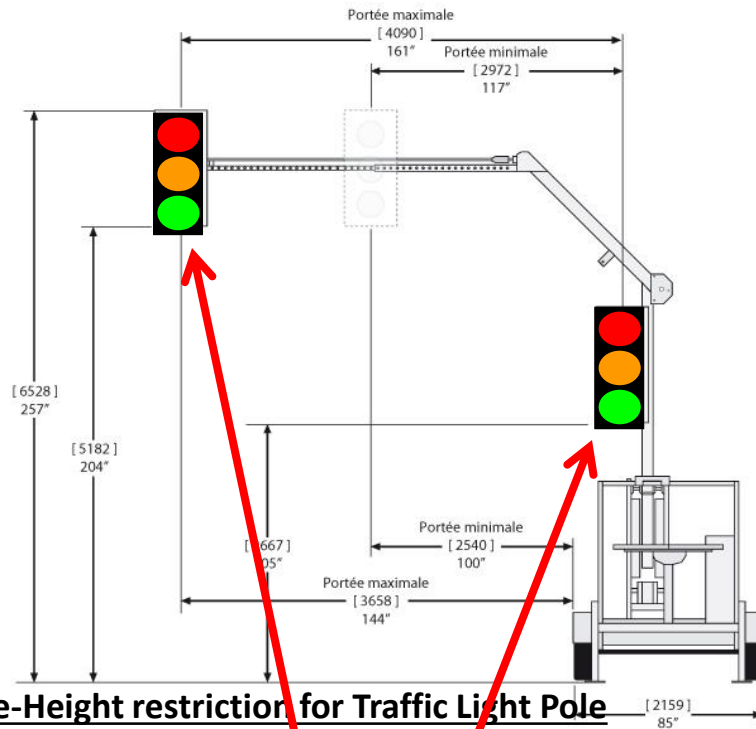 Portée maximale
[ 4090 ]
161"
Portée minimale
[ 2972 ]
117"
[ 6528 ]
257"
[ 5182 ]
204"
Portée minimale
[ 2540 ]
100"
Portée maximale
[ 3658 ]
144"
-Height restriction for Traffic Light Pole
[ 2159 ]
85"